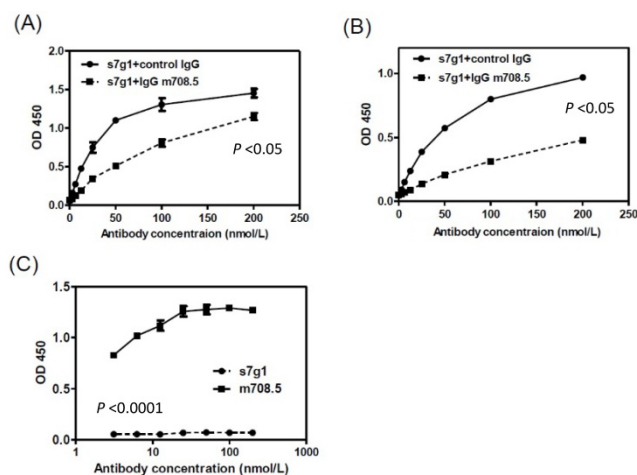 (A)
s7g1+control IgG
s7g1+IgG m708.5
2.0
1.5
1.0
0.5
0.0
OD 450
P <0.05
0 50 100 150 200 250
Antibody concentraion (nmol/L)
(B)
s7g1+control IgG
s7g1+IgG m708.5
1.0
0.5
0.0
OD 450
P <0.05
0 50 100 150 200 250
Antibody concentraion (nmol/L)
(C)
1.5
1.0
0.5
0.0
OD 450
s7g1
m708.5
P <0.0001
1 10 100 1000
Antibody concentration (nmol/L)